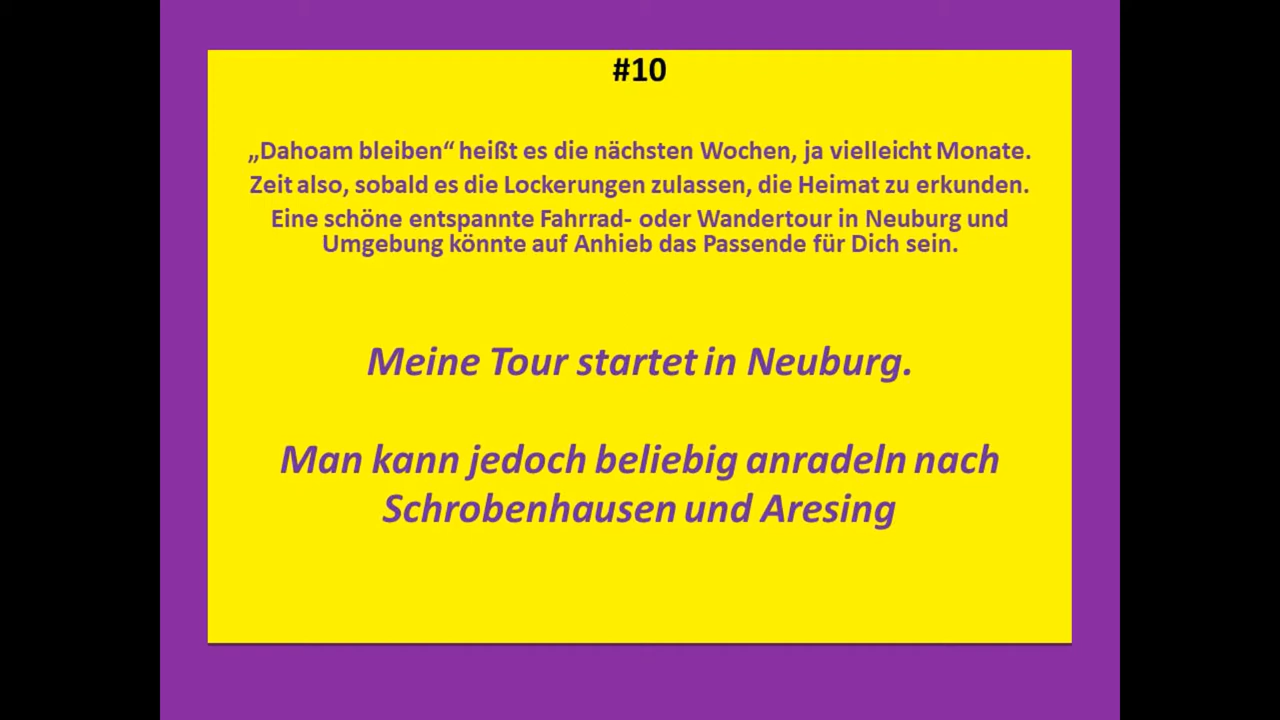 #10
„Dahoam bleiben“ heißt es die nächsten Wochen, ja vielleicht Monate.
Zeit also, sobald es die Lockerungen zulassen, die Heimat zu erkunden.
Eine schöne entspannte Fahrrad- oder Wandertour in Neuburg und
Umgebung könnte auf Anhieb das Passende für Dich sein.
Meine Tour startet in Neuburg.
Man kann jedoch beliebig anradeln nach
Schrobenhausen und Aresing